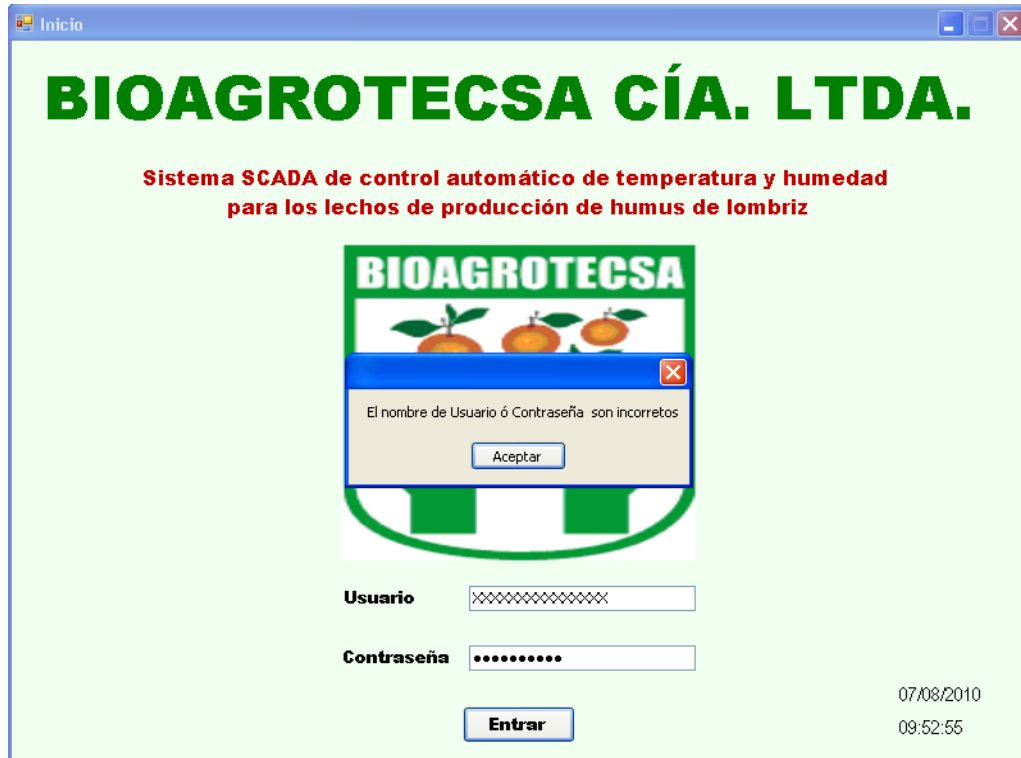 Inicio
BIOAGROTECSA CÍA. LTDA.
Sistema SCADA de control automático de temperatura y humedad
para los lechos de producción de humus de lombriz
BIOAGROTECSA
El nombre de Usuario ó Contraseña son incorretos
Aceptar
Usuario XXXXXXXXXXXXXX
Contraseña ••••••••••
07/08/2010
Entrar
09:52:55